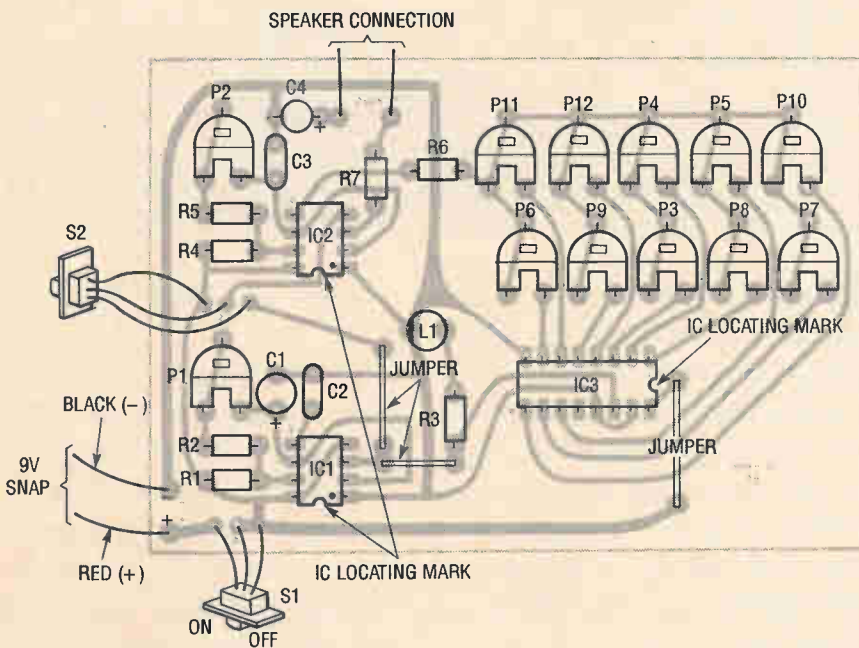 SPEAKER CONNECTION
P2
C4
+
C3
R7
R6
P11
P12
P4
P5
P10
R5
R4
IC2
P6
P9
P3
P8
P7
S2
L1
IC LOCATING MARK
P1
C1
+
C2
JUMPER
IC3
BLACK (−)
R3
R2
R1
IC1
JUMPER
9V
SNAP
+
RED (+)
IC LOCATING MARK
S1
ON
OFF